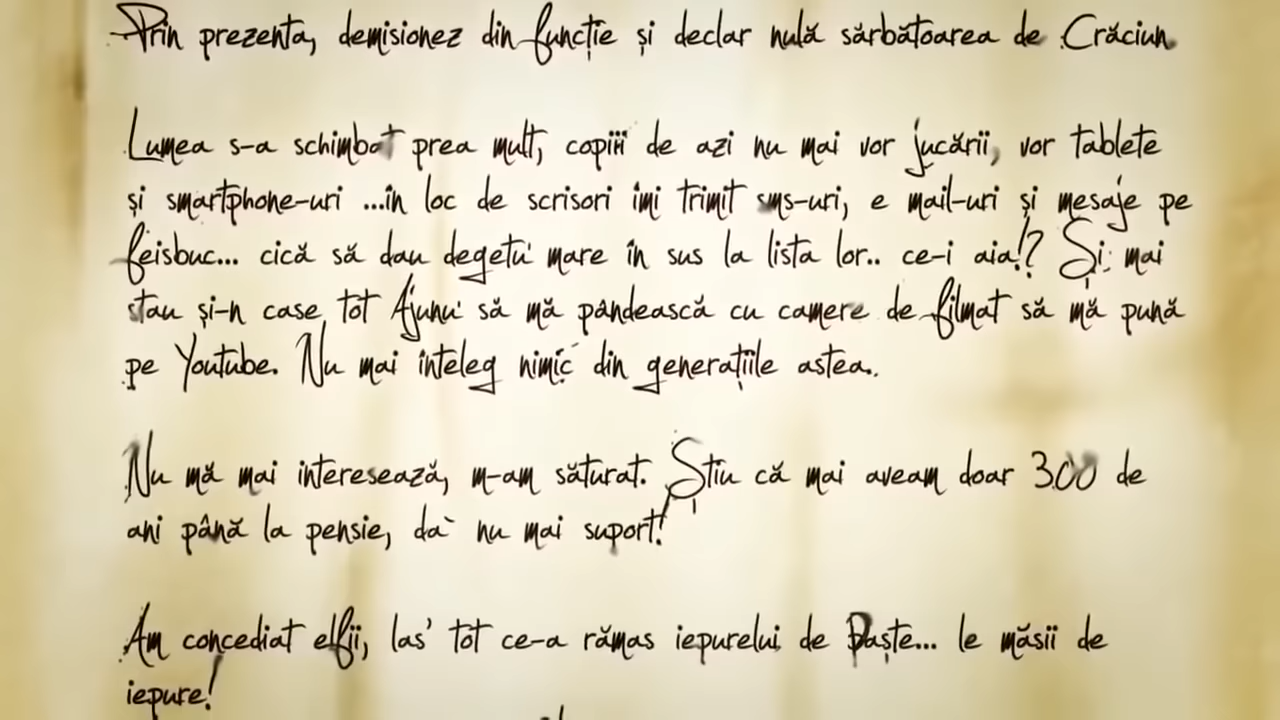 Prin prezenta, demisionez din funcție și declar nulă sărbătoarea de Crăciun.
Lumea s-a schimbat prea mult, copiii de azi nu mai vor jucării, vor tablete
și smartphone-uri ...în loc de scrisori îmi trimit sms-uri, e mail-uri și mesaje pe
feisbuc... cică să dau degetu' mare în sus la lista lor.. ce-i aia!? Și mai
stau și-n case tot Ajunu' să mă pândească cu camere de filmat să mă pună
pe Youtube. Nu mai înteleg nimic din generațiile astea..
Nu mă mai interesează, m-am săturat. Știu că mai aveam doar 300 de
ani până la pensie, da` nu mai suport!
Am concediat elfii, las' tot ce-a rămas iepurelui de Paște... le măsii de
iepure!